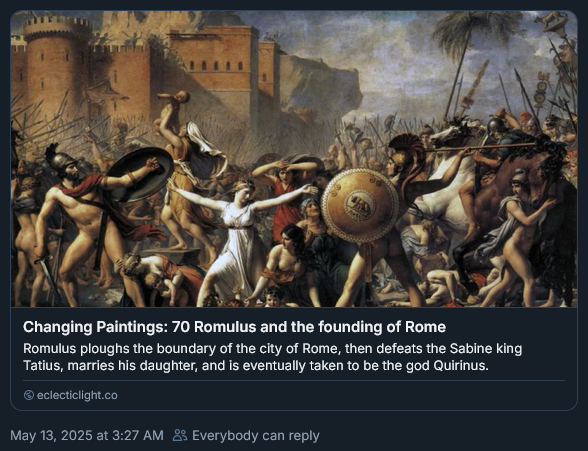 Changing Paintings: 70 Romulus and the founding of Rome
Romulus ploughs the boundary of the city of Rome, then defeats the Sabine king
Tatius, marries his daughter, and is eventually taken to be the god Quirinus.
eclecticlight.co
May 13, 2025 at 3:27 AM Everybody can reply